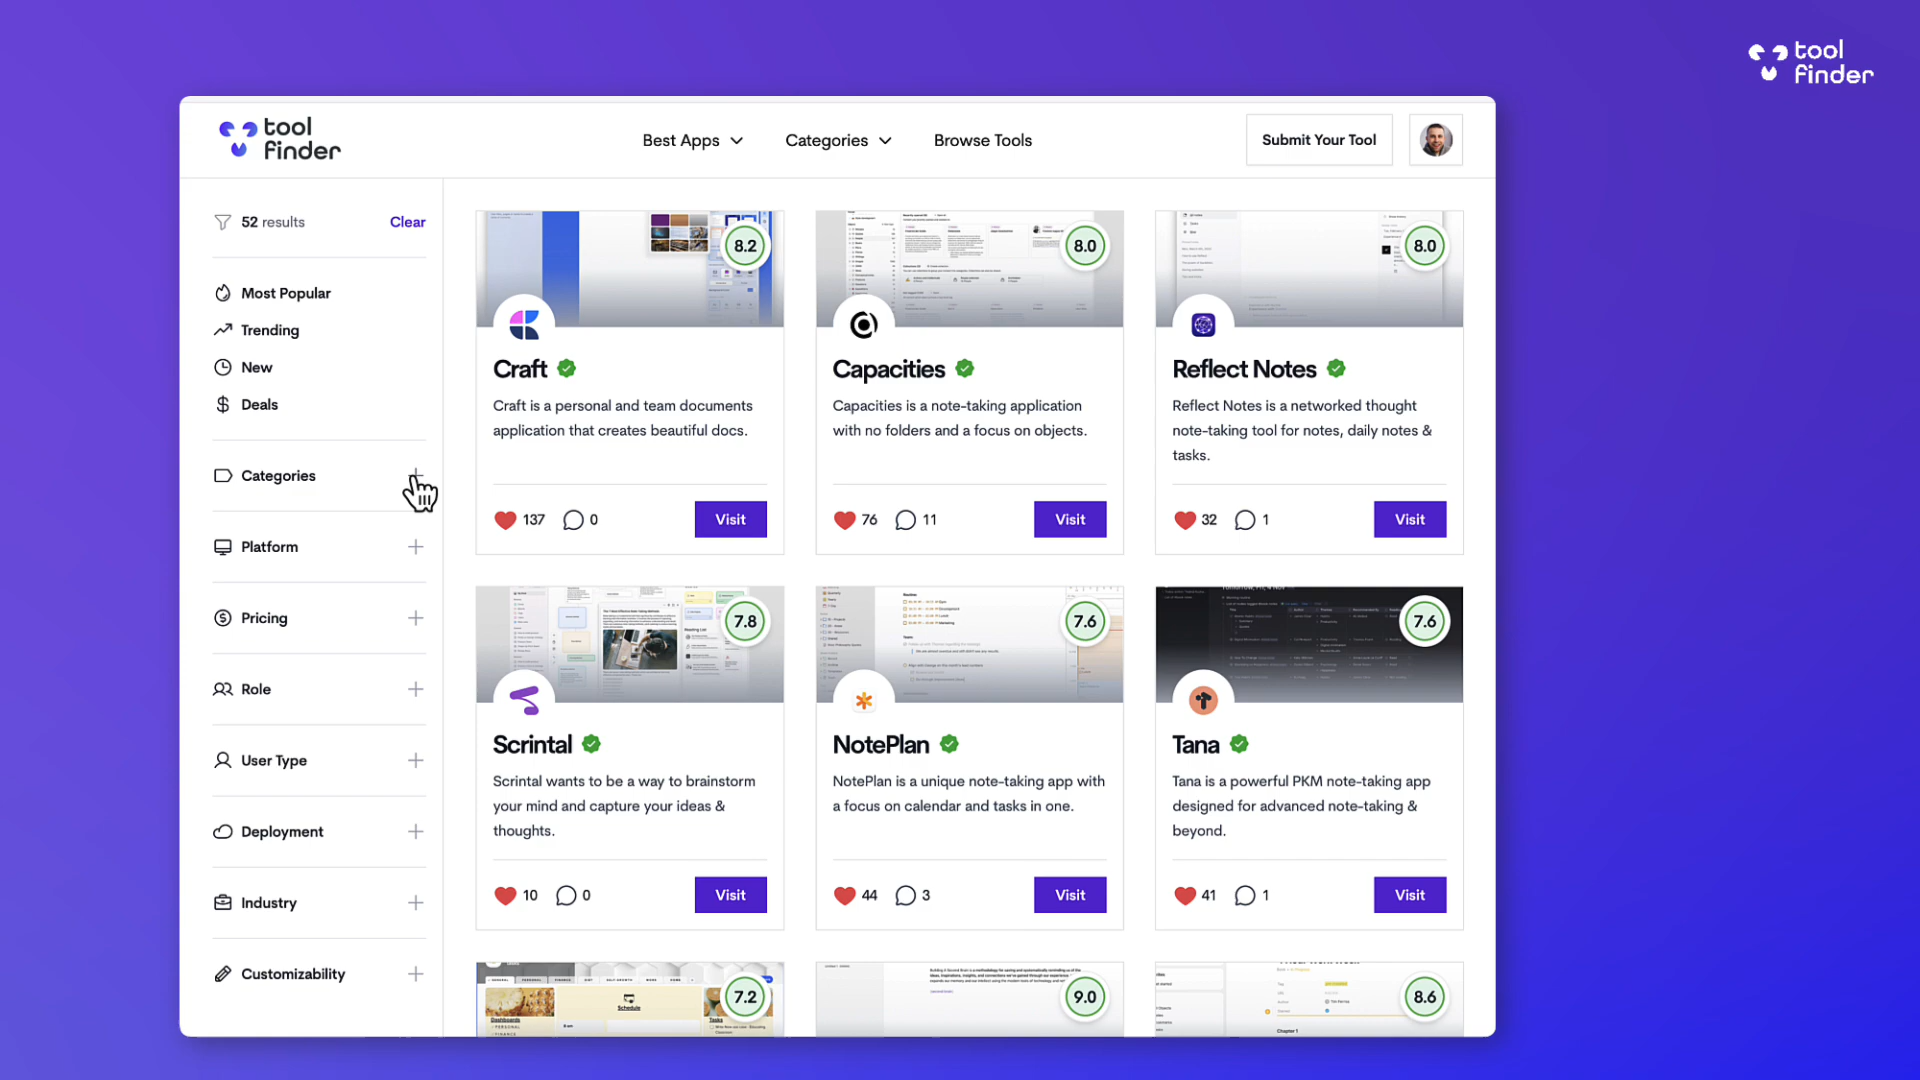 tool
finder
tool
finder
Best Apps
Categories
Browse Tools
Submit Your Tool
52 results
Clear
Most Popular
Trending
New
Deals
Categories
Platform
Pricing
Role
User Type
Deployment
Industry
Customizability
8.2
Craft
Craft is a personal and team documents
application that creates beautiful docs.
137
0
Visit
8.0
Capacities
Capacities is a note-taking application
with no folders and a focus on objects.
76
11
Visit
8.0
Reflect Notes
Reflect Notes is a networked thought
note-taking tool for notes, daily notes &
tasks.
32
1
Visit
7.8
Scrintal
Scrintal wants to be a way to brainstorm
your mind and capture your ideas &
thoughts.
10
0
Visit
7.6
NotePlan
NotePlan is a unique note-taking app with
a focus on calendar and tasks in one.
44
3
Visit
7.6
Tana
Tana is a powerful PKM note-taking app
designed for advanced note-taking &
beyond.
41
1
Visit
7.2
Schedule
9.0
8.6
Chapter 1